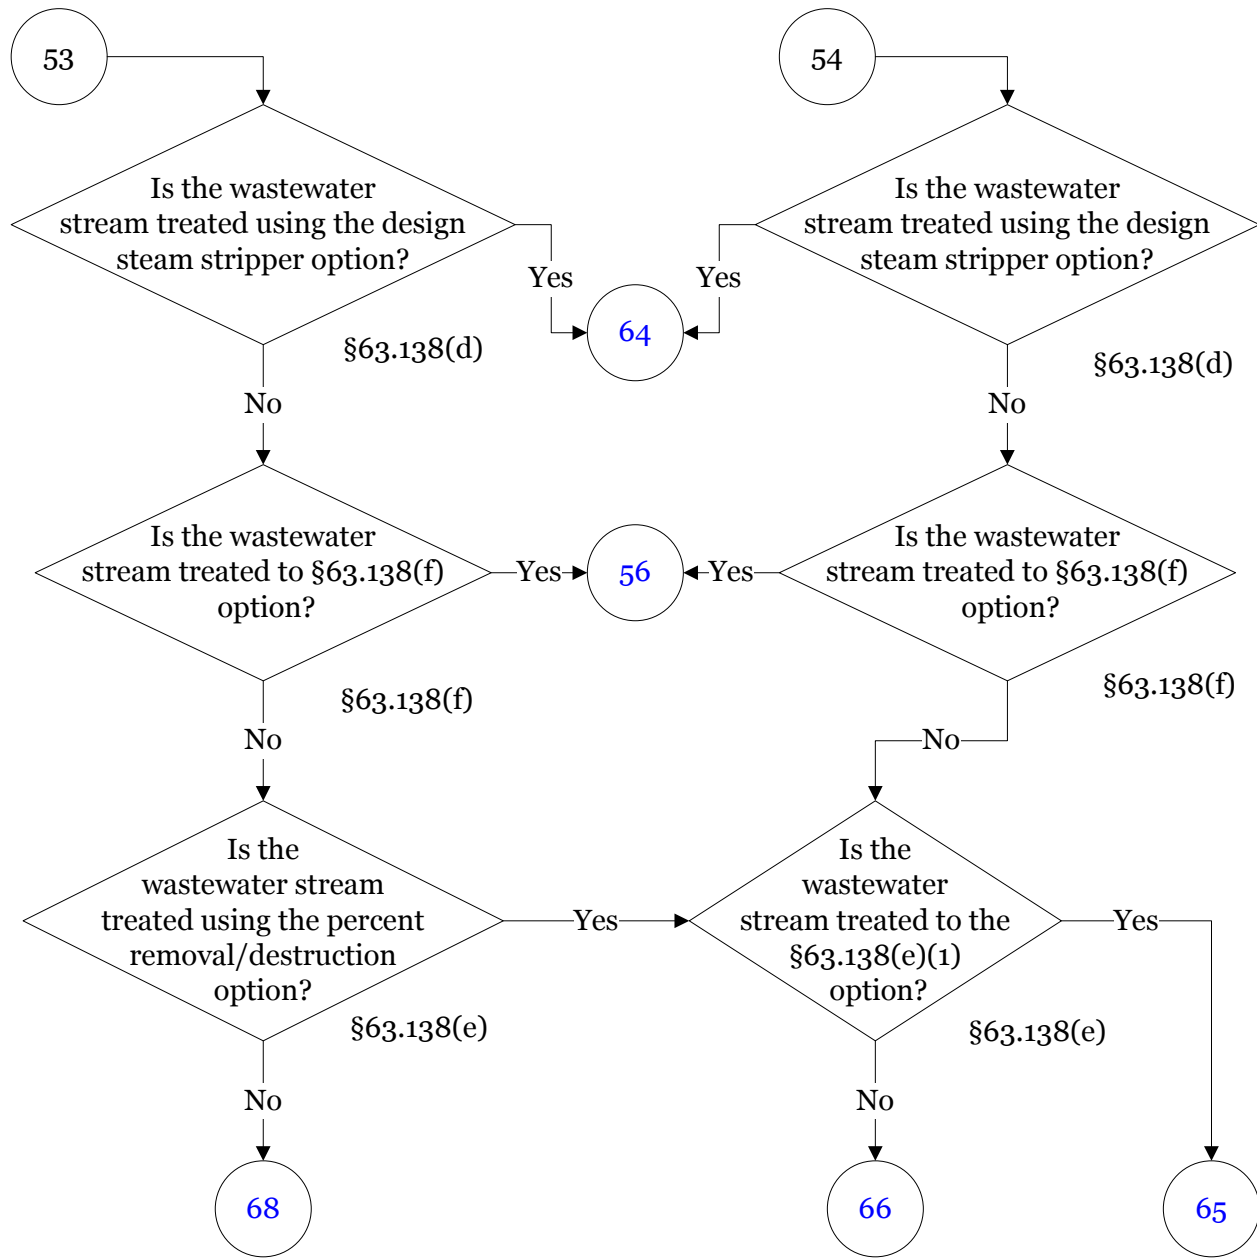 53
54
Is the wastewater
stream treated using the design
steam stripper option?
Is the wastewater
stream treated using the design
steam stripper option?
Yes
Yes
64
§63.138(d)
§63.138(d)
No
No
Is the wastewater
stream treated to §63.138(f)
option?
Yes
56
Yes
Is the wastewater
stream treated to §63.138(f)
option?
§63.138(f)
§63.138(f)
No
No
Is the
wastewater stream
treated using the percent
removal/destruction
option?
Yes
Is the
wastewater
stream treated to the
§63.138(e)(1)
option?
Yes
§63.138(e)
§63.138(e)
No
No
68
66
65